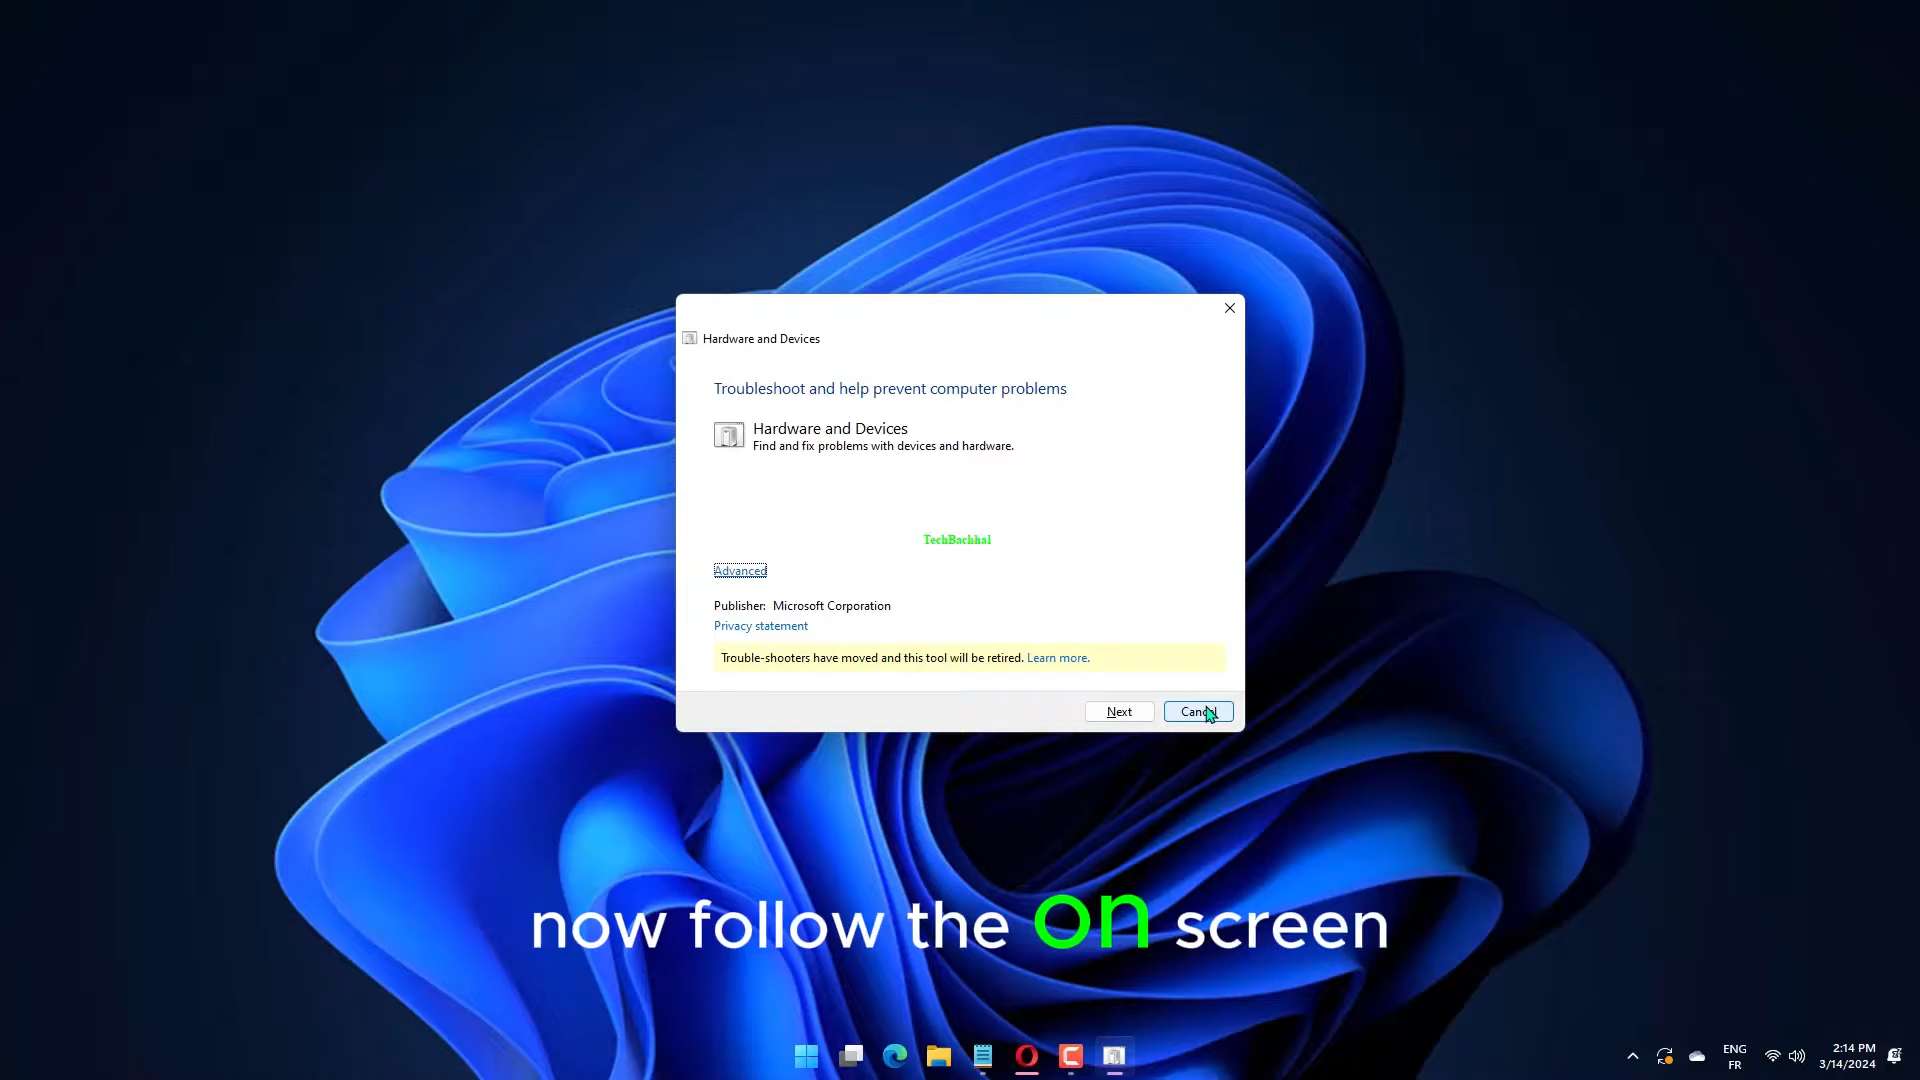 Hardware and Devices
Troubleshoot and help prevent computer problems
Hardware and Devices
Find and fix problems with devices and hardware.
TechBachhal
Advanced
Publisher: Microsoft Corporation
Privacy statement
Trouble-shooters have moved and this tool will be retired. Learn more.
Next
Cancel
now follow the on screen
ENG
FR
2:14 PM
3/14/2024